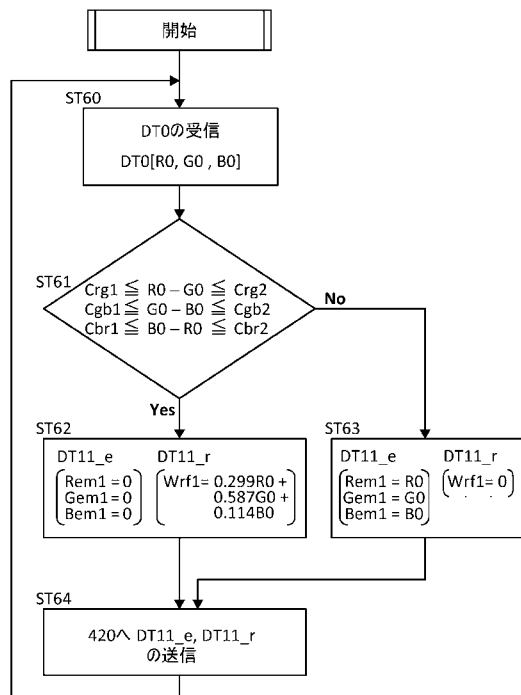 開始
ST60
DT0の受信
DT0[R0, G0 , B0]
ST61
Crg1 ≦ R0 − G0 ≦ Crg2
Cgb1 ≦ G0 − B0 ≦ Cgb2
Cbr1 ≦ B0 − R0 ≦ Cbr2
No
Yes
ST62
DT11_e DT11_r
Rem1 = 0
Gem1 = 0
Bem1 = 0
Wrf1= 0.299R0 +
0.587G0 +
0.114B0
ST63
DT11_e DT11_r
Rem1 = R0
Gem1 = G0
Bem1 = B0
Wrf1= 0
ST64
420へ DT11_e, DT11_r
の送信